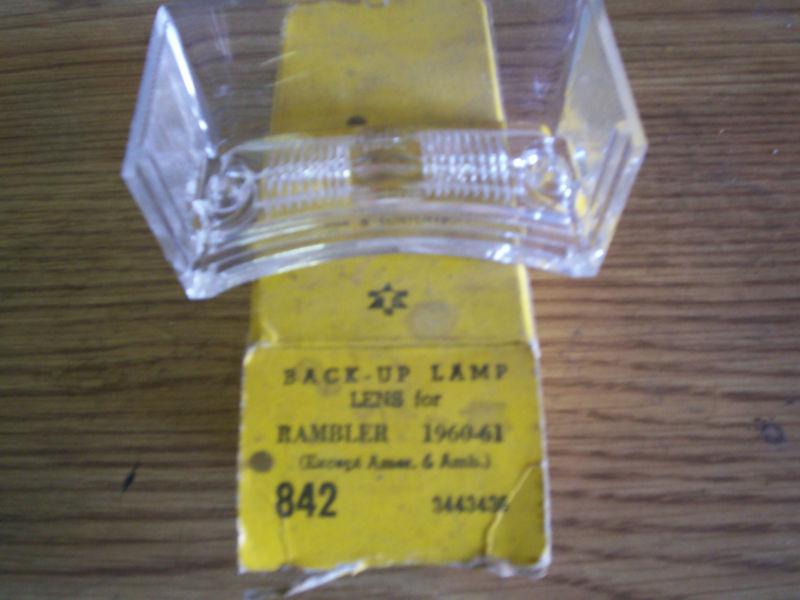 BACK-UP LAMP
LENS for
RAMBLER 1960-61
(Except Amer. & Amb.)
842 3443436